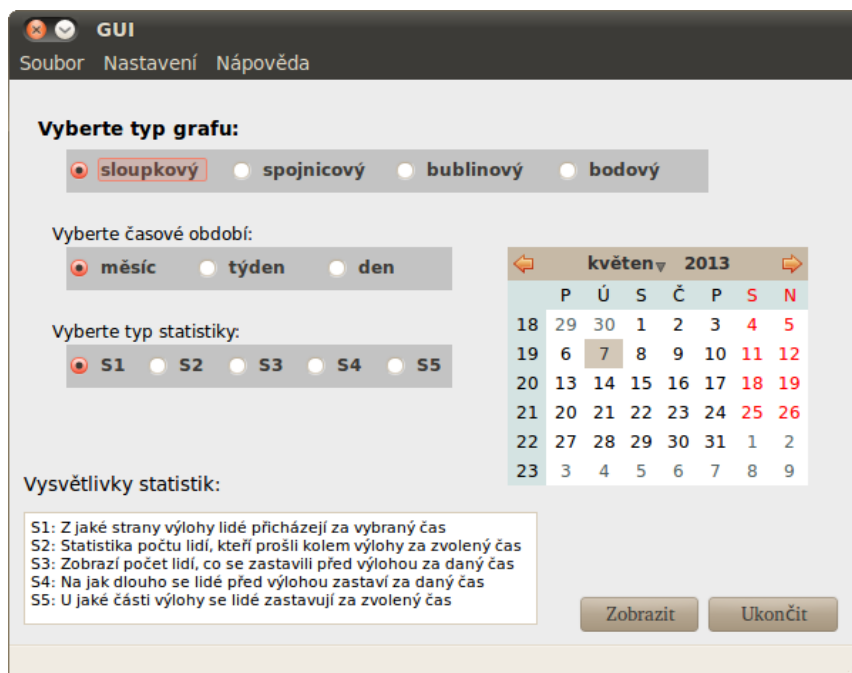 GUI
Soubor Nastavení Nápověda
Vyberte typ grafu:
sloupkový spojnicový bublinový bodový
Vyberte časové období:
měsíc týden den
Vyberte typ statistiky:
S1 S2 S3 S4 S5
květen 2013
P Ú S Č P S N
18 29 30 1 2 3 4 5
19 6 7 8 9 10 11 12
20 13 14 15 16 17 18 19
21 20 21 22 23 24 25 26
22 27 28 29 30 31 1 2
23 3 4 5 6 7 8 9
Vysvětlivky statistik:
S1: Z jaké strany výlohy lidé přicházejí za vybraný čas
S2: Statistika počtu lidí, kteří prošli kolem výlohy za zvolený čas
S3: Zobrazí počet lidí, co se zastavili před výlohou za daný čas
S4: Na jak dlouho se lidé před výlohou zastaví za daný čas
S5: U jaké části výlohy se lidé zastavují za zvolený čas
Zobrazit Ukončit